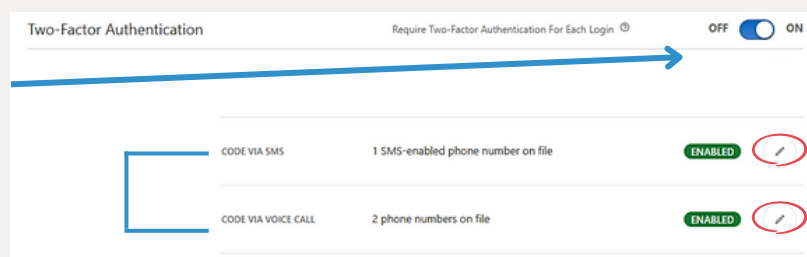 Two-Factor Authentication Require Two-Factor Authentication For Each Login ? OFF ON
CODE VIA SMS 1 SMS-enabled phone number on file ENABLED
CODE VIA VOICE CALL 2 phone numbers on file ENABLED